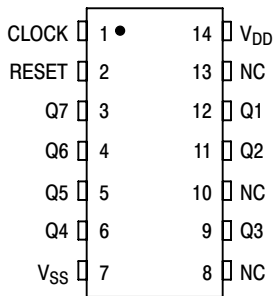 CLOCK 1 14 VDD
RESET 2 13 NC
Q7 3 12 Q1
Q6 4 11 Q2
Q5 5 10 NC
Q4 6 9 Q3
VSS 7 8 NC